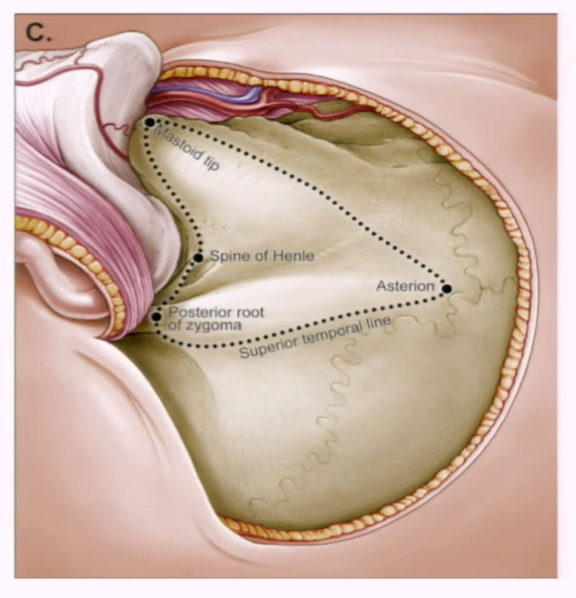 C.
Mastoid tip
Spine of Henle
Asterion
Posterior root
of zygoma
Superior temporal line